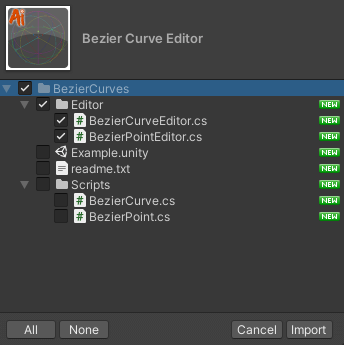 Ai
Bezier Curve Editor
BezierCurves
Editor NEW
# BezierCurveEditor.cs NEW
# BezierPointEditor.cs NEW
Example.unity NEW
readme.txt NEW
Scripts NEW
# BezierCurve.cs NEW
# BezierPoint.cs NEW
All None Cancel Import